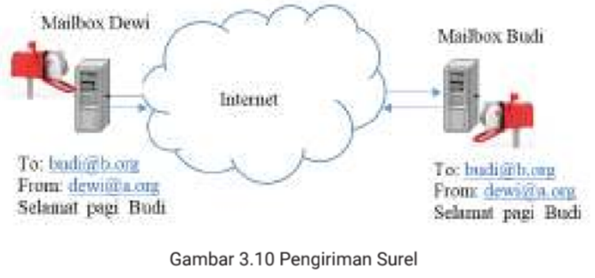 Mailbox Dewi
Mailbox Budi
Internet
To: budi@b.org
From: dewi@a.org
Selamat pagi Budi
To: budi@b.org
From: dewi@a.org
Selamat pagi Budi
Gambar 3.10 Pengiriman Surel